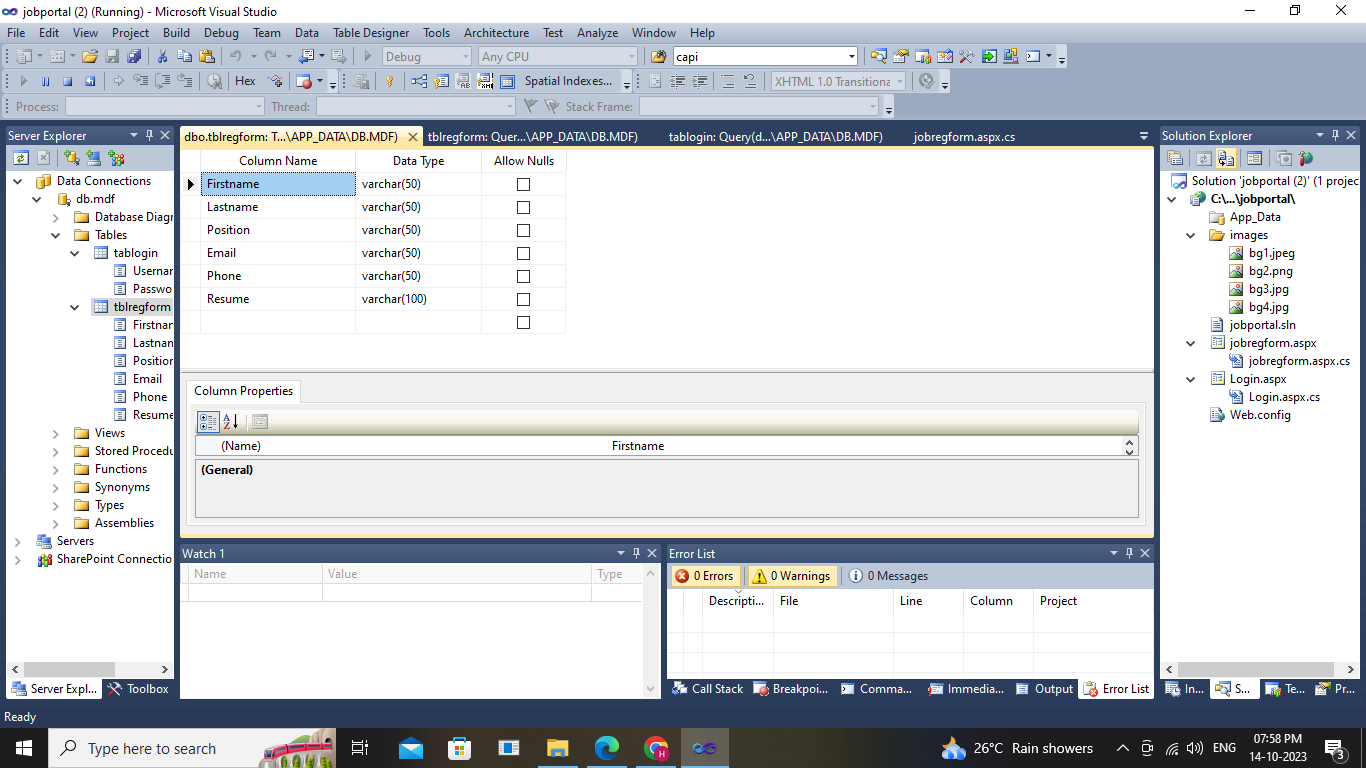 jobportal (2) (Running) - Microsoft Visual Studio
File Edit View Project Build Debug Team Data Table Designer Tools Architecture Test Analyze Window Help
Debug Any CPU capi
Hex Spatial Indexes... XHTML 1.0 Transitiona
Process: Thread: Stack Frame:
Server Explorer
Data Connections
db.mdf
Database Diagr
Tables
tablogin
Usernar
Passwo
tblregform
Firstnar
Lastnan
Position
Email
Phone
Resume
Views
Stored Procedu
Functions
Synonyms
Types
Assemblies
Servers
SharePoint Connectio
Server Expl... Toolbox
dbo.tblregform: T...\APP_DATA\DB.MDF) tblregform: Quer...\APP_DATA\DB.MDF) tablogin: Query(d...\APP_DATA\DB.MDF) jobregform.aspx.cs
Column Name Data Type Allow Nulls
Firstname varchar(50)
Lastname varchar(50)
Position varchar(50)
Email varchar(50)
Phone varchar(50)
Resume varchar(100)
Column Properties
(Name) Firstname
(General)
Watch 1
Name Value Type
Error List
0 Errors 0 Warnings 0 Messages
Descripti... File Line Column Project
Call Stack Breakpoi... Comma... Immedia... Output Error List
Solution Explorer
Solution 'jobportal (2)' (1 projec
C:\...\jobportal\
App_Data
images
bg1.jpeg
bg2.png
bg3.jpg
bg4.jpg
jobportal.sln
jobregform.aspx
jobregform.aspx.cs
Login.aspx
Login.aspx.cs
Web.config
In... S... Te... Pr...
Ready
Type here to search
26°C Rain showers
ENG
07:58 PM
14-10-2023
3